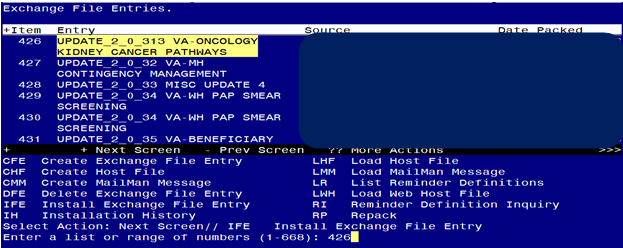 Exchange File Entries.
+Item Entry Source Date Packed
426 UPDATE_2_0_313 VA-ONCOLOGY
KIDNEY CANCER PATHWAYS
427 UPDATE_2_0_32 VA-MH
CONTINGENCY MANAGEMENT
428 UPDATE_2_0_33 MISC UPDATE 4
429 UPDATE_2_0_34 VA-WH PAP SMEAR
SCREENING
430 UPDATE_2_0_34 VA-WH PAP SMEAR
SCREENING
431 UPDATE_2_0_35 VA-BENEFICIARY
+ + Next Screen - Prev Screen ?? More Actions >>>
CFE Create Exchange File Entry LHF Load Host File
CHF Create Host File LMM Load MailMan Message
CMM Create MailMan Message LR List Reminder Definitions
DFE Delete Exchange File Entry LWH Load Web Host File
IFE Install Exchange File Entry RI Reminder Definition Inquiry
IH Installation History RP Repack
Select Action: Next Screen// IFE Install Exchange File Entry
Enter a list or range of numbers (1-668): 426